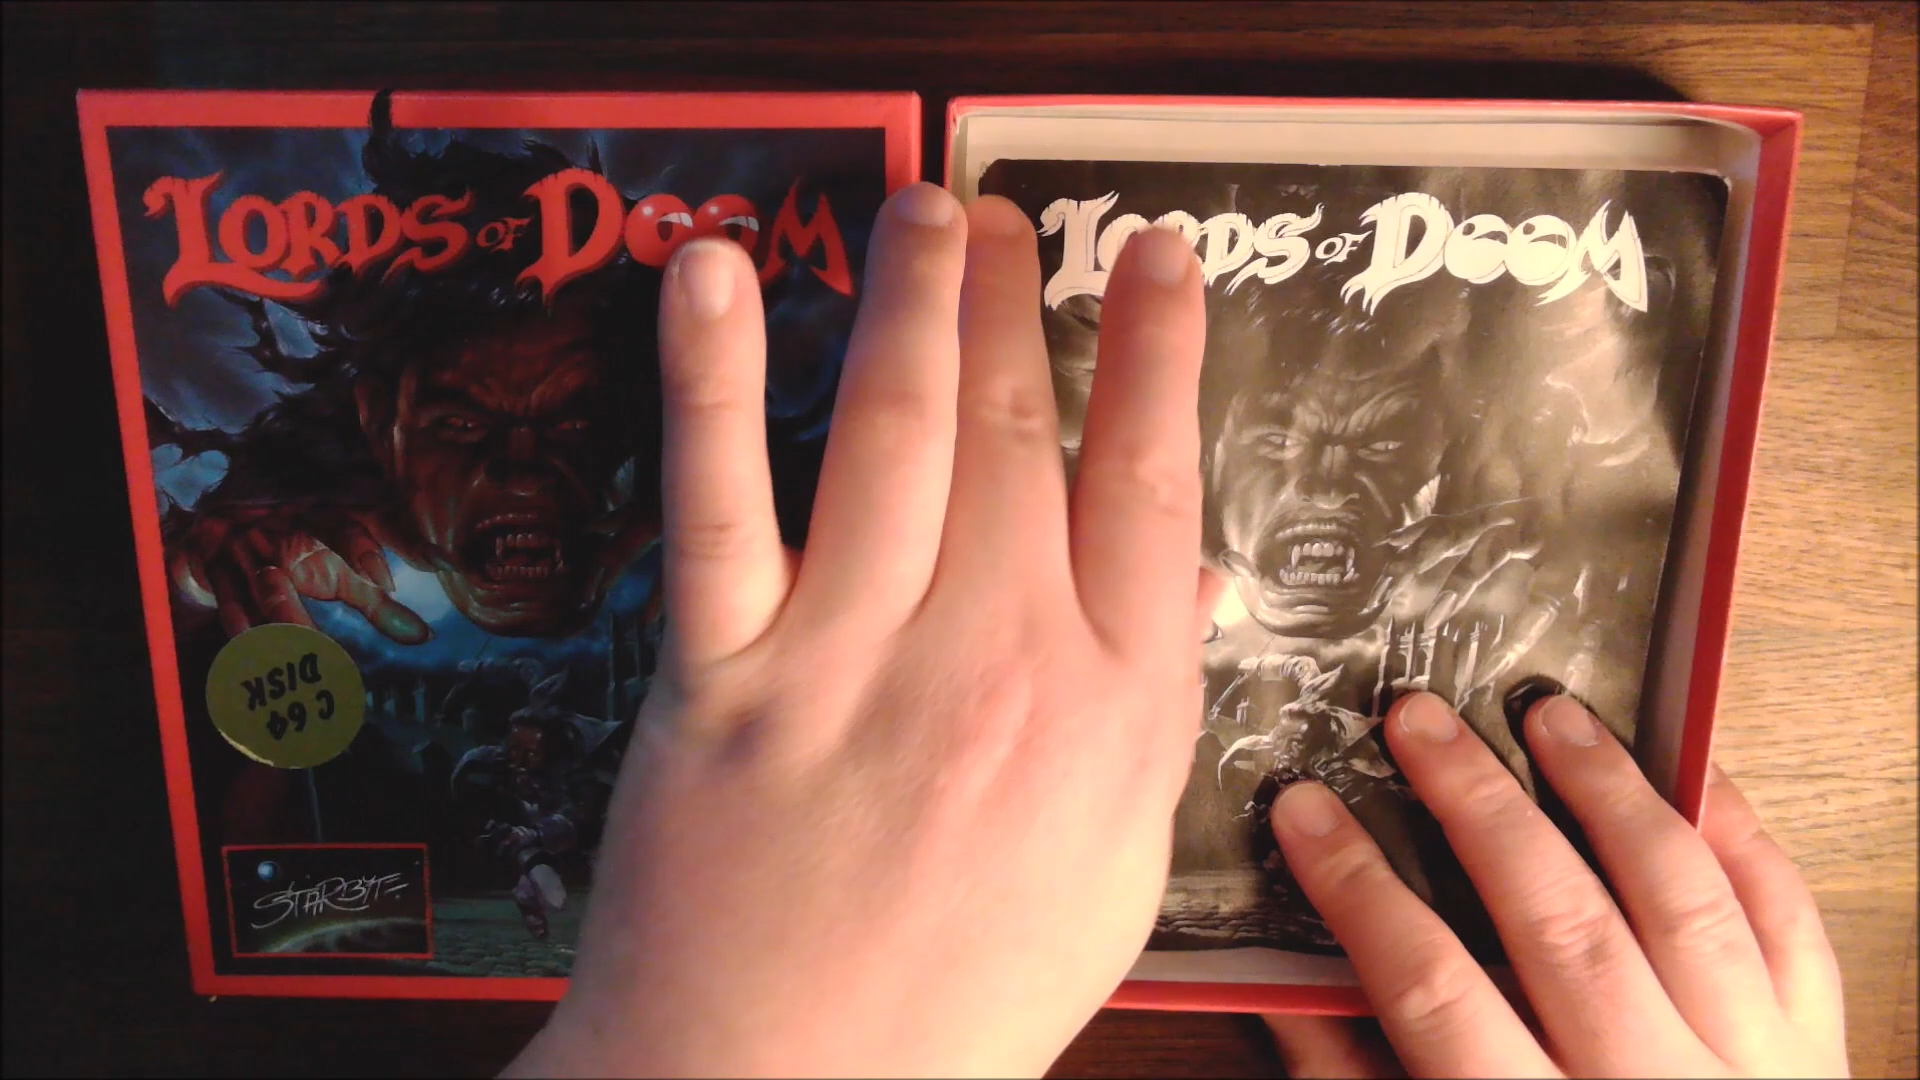 LORDS OF DOOM
C 64
DISK
STARBYTE
LORDS OF DOOM